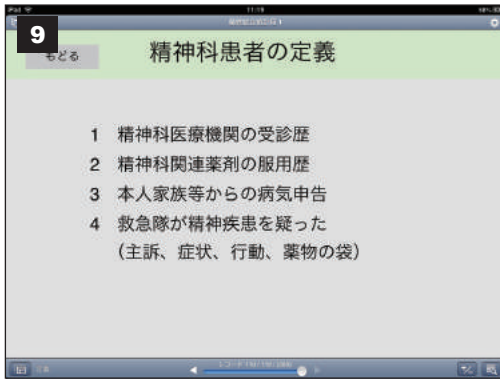 iPad
11:19
9
もどる
精神科患者の定義
1 精神科医療機関の受診歴
2 精神科関連薬剤の服用歴
3 本人家族等からの病気申告
4 救急隊が精神疾患を疑った
(主訴、症状、行動、薬物の袋)